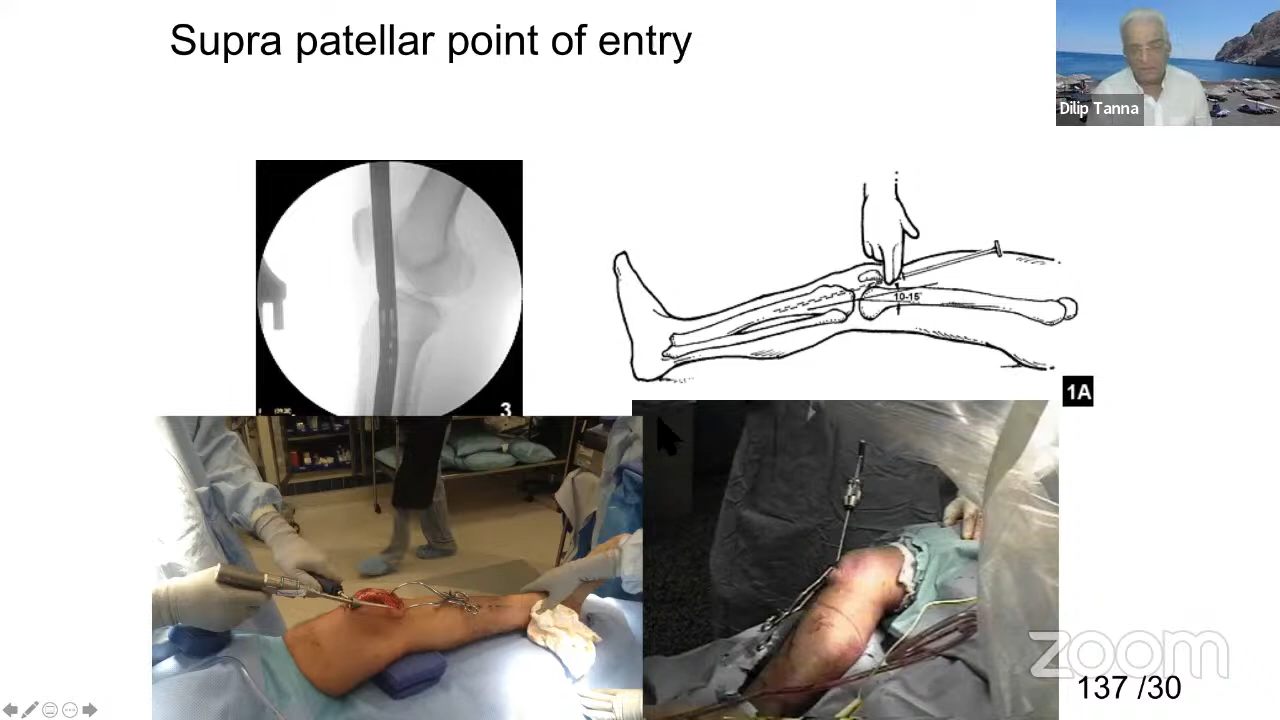 Supra patellar point of entry
Dilip Tanna
10-15°
1A
3
zoom
137 /30